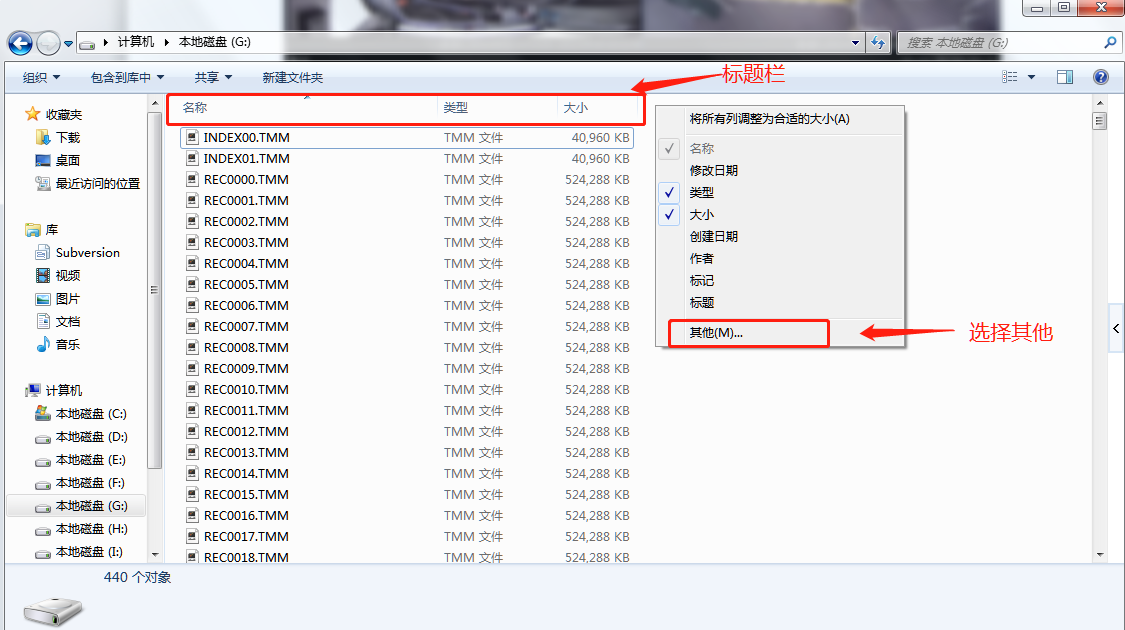 计算机 本地磁盘 (G:) 搜索 本地磁盘 (G:)
组织 包含到库中 共享 新建文件夹
标题栏
收藏夹
下载
桌面
最近访问的位置
库
Subversion
视频
图片
文档
音乐
计算机
本地磁盘 (C:)
本地磁盘 (D:)
本地磁盘 (E:)
本地磁盘 (F:)
本地磁盘 (G:)
本地磁盘 (H:)
本地磁盘 (I:)
名称 类型 大小
INDEX00.TMM TMM 文件 40,960 KB
INDEX01.TMM TMM 文件 40,960 KB
REC0000.TMM TMM 文件 524,288 KB
REC0001.TMM TMM 文件 524,288 KB
REC0002.TMM TMM 文件 524,288 KB
REC0003.TMM TMM 文件 524,288 KB
REC0004.TMM TMM 文件 524,288 KB
REC0005.TMM TMM 文件 524,288 KB
REC0006.TMM TMM 文件 524,288 KB
REC0007.TMM TMM 文件 524,288 KB
REC0008.TMM TMM 文件 524,288 KB
REC0009.TMM TMM 文件 524,288 KB
REC0010.TMM TMM 文件 524,288 KB
REC0011.TMM TMM 文件 524,288 KB
REC0012.TMM TMM 文件 524,288 KB
REC0013.TMM TMM 文件 524,288 KB
REC0014.TMM TMM 文件 524,288 KB
REC0015.TMM TMM 文件 524,288 KB
REC0016.TMM TMM 文件 524,288 KB
REC0017.TMM TMM 文件 524,288 KB
REC0018.TMM TMM 文件 524,288 KB
将所有列调整为合适的大小(A)
名称
修改日期
类型
大小
创建日期
作者
标记
标题
其他(M)...
选择其他
440 个对象